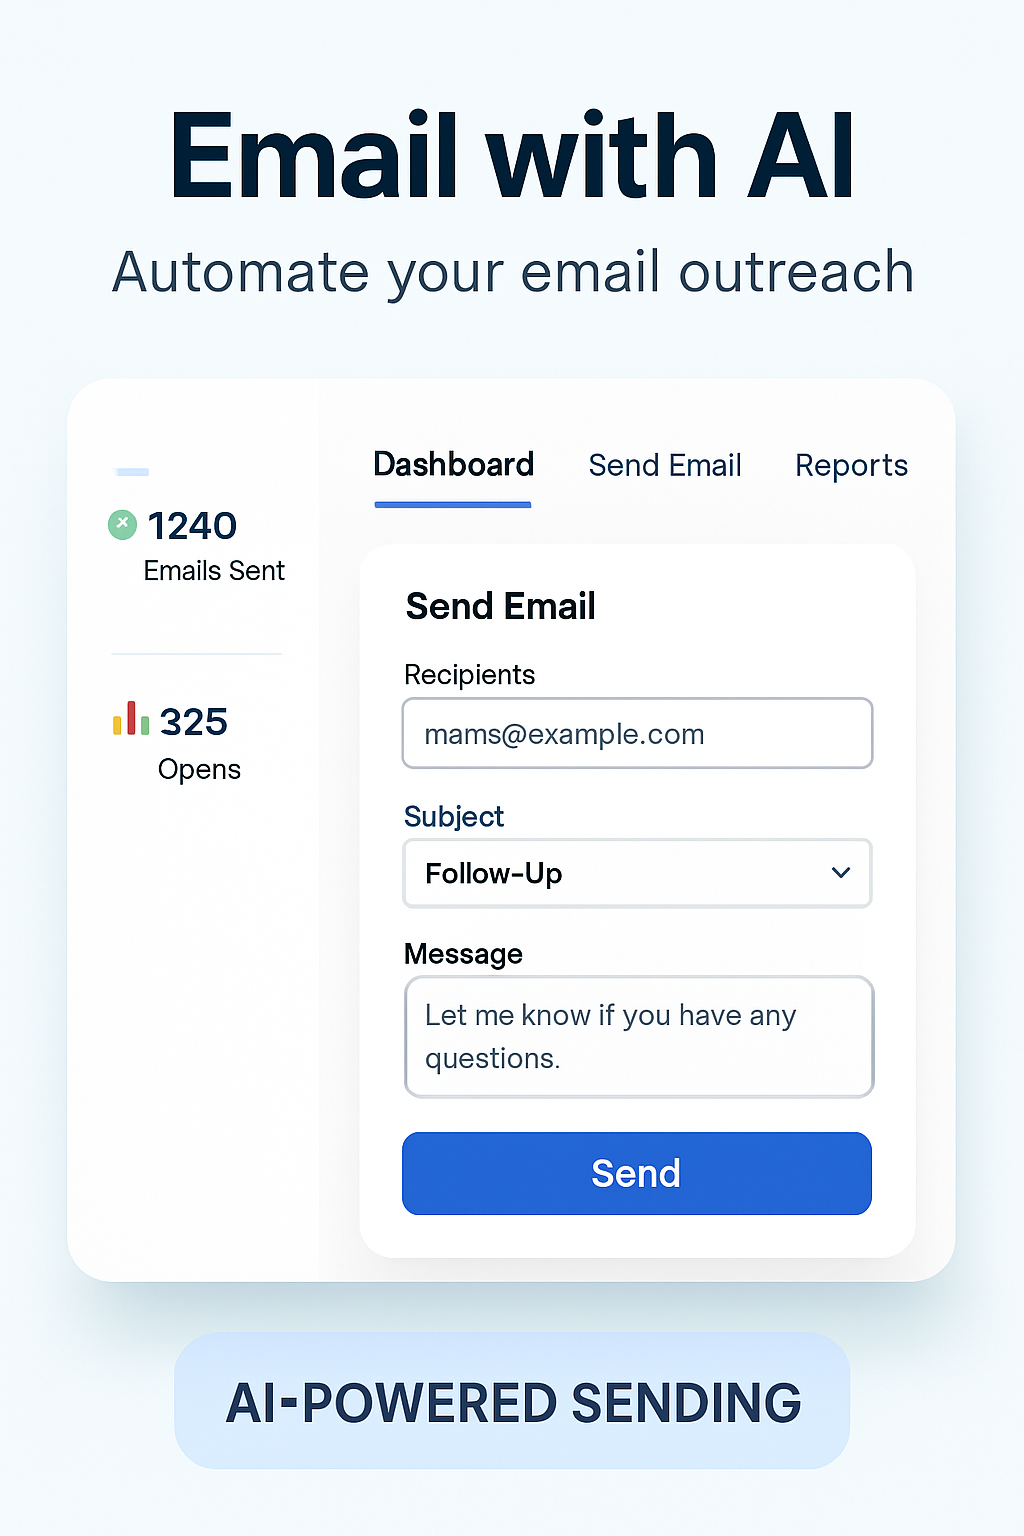 Email with AI
Automate your email outreach
Dashboard Send Email Reports
1240
Emails Sent
325
Opens
Send Email
Recipients
mams@example.com
Subject
Follow-Up
Message
Let me know if you have any
questions.
Send
AI-POWERED SENDING